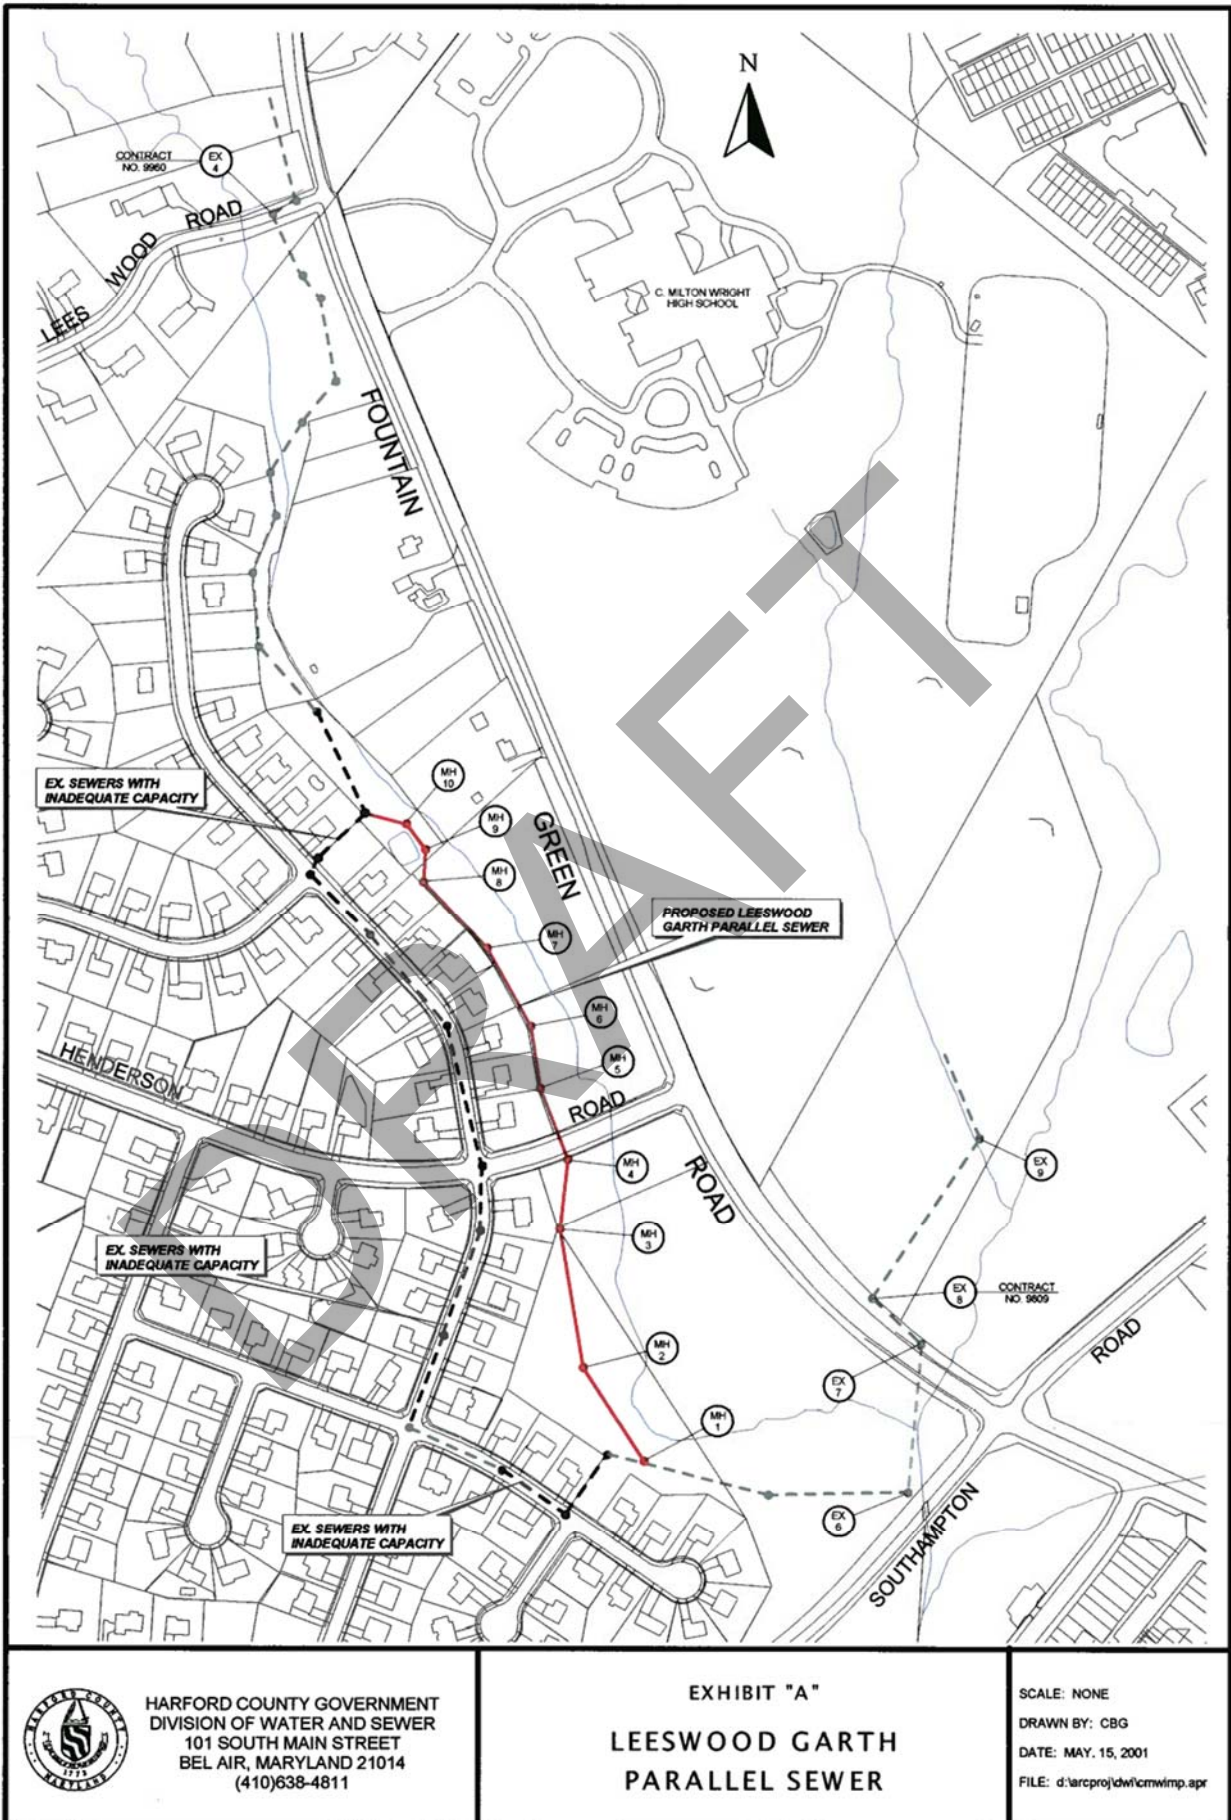 N
CONTRACT
NO. 9960
EX
4
LEES
WOOD
ROAD
C. MILTON WRIGHT
HIGH SCHOOL
FOUNTAIN
GREEN
ROAD
EX. SEWERS WITH
INADEQUATE CAPACITY
MH
10
MH
9
MH
8
MH
7
PROPOSED LEESWOOD
GARTH PARALLEL SEWER
MH
6
MH
5
HENDERSON
ROAD
MH
4
MH
3
EX
9
EX. SEWERS WITH
INADEQUATE CAPACITY
EX
8
CONTRACT
NO. 9809
MH
2
EX
7
MH
1
EX
6
SOUTHAMPTON
ROAD
EX. SEWERS WITH
INADEQUATE CAPACITY
DRAFT
HARFORD COUNTY
1773
MARYLAND
HARFORD COUNTY GOVERNMENT
DIVISION OF WATER AND SEWER
101 SOUTH MAIN STREET
BEL AIR, MARYLAND 21014
(410)638-4811
EXHIBIT "A"
LEESWOOD GARTH
PARALLEL SEWER
SCALE: NONE
DRAWN BY: CBG
DATE: MAY. 15, 2001
FILE: d:\arcproj\dwi\cmwimp.apr